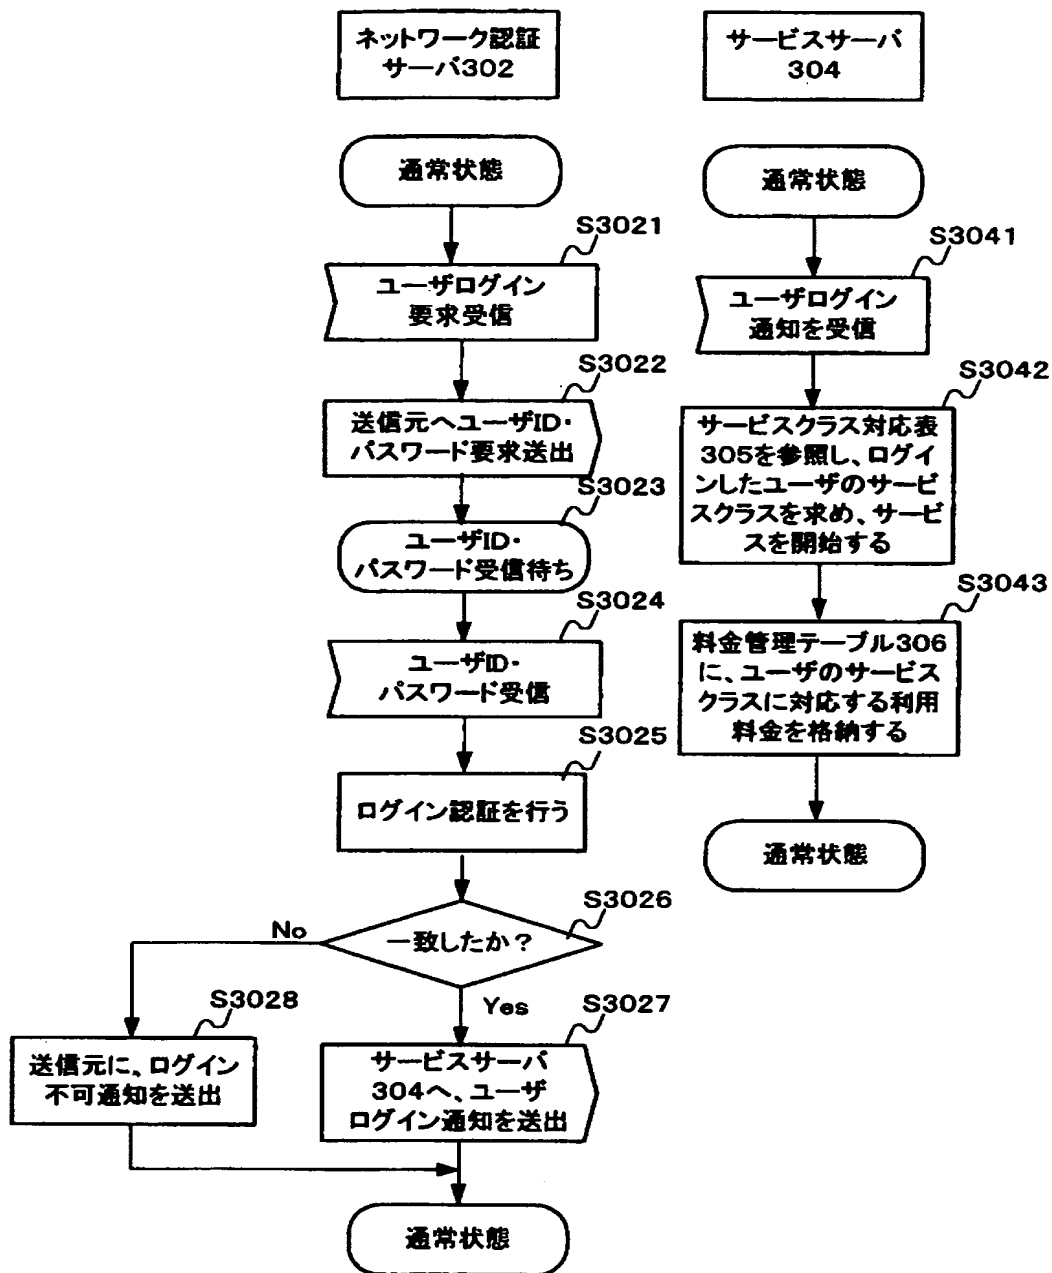 ネットワーク認証
サーバ302
通常状態
S3021
ユーザログイン
要求受信
S3022
送信元へユーザID・
パスワード要求送出
S3023
ユーザID・
パスワード受信待ち
S3024
ユーザID・
パスワード受信
S3025
ログイン認証を行う
S3026
一致したか？
No
Yes
S3028
送信元に、ログイン
不可通知を送出
S3027
サービスサーバ
304へ、ユーザ
ログイン通知を送出
通常状態
サービスサーバ
304
通常状態
S3041
ユーザログイン
通知を受信
S3042
サービスクラス対応表
305を参照し、ログイ
ンしたユーザのサービ
スクラスを求め、サービ
スを開始する
S3043
料金管理テーブル306
に、ユーザのサービス
クラスに対応する利用
料金を格納する
通常状態